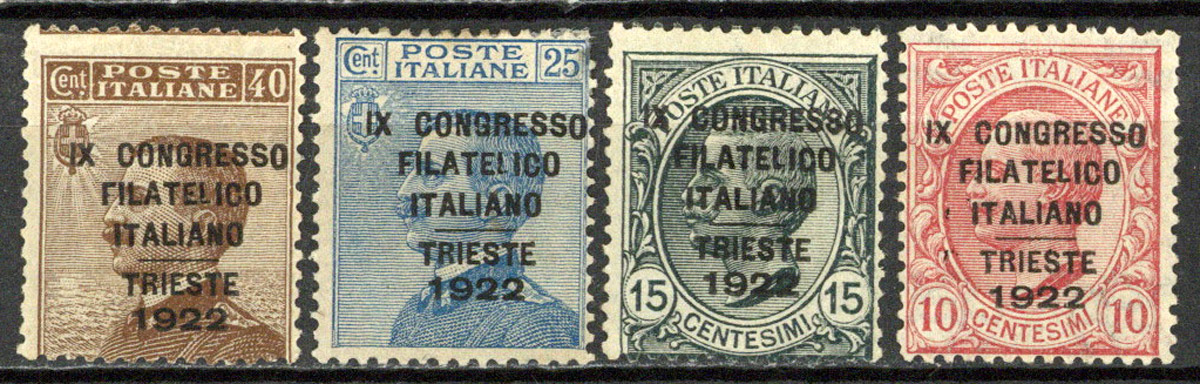 Cent. POSTE ITALIANE 40
IX CONGRESSO
FILATELICO
ITALIANO
TRIESTE
1922
Cent. POSTE ITALIANE 25
IX CONGRESSO
FILATELICO
ITALIANO
TRIESTE
1922
POSTE ITALIANE
IX CONGRESSO
FILATELICO
ITALIANO
TRIESTE
1922
15 CENTESIMI 15
POSTE ITALIANE
IX CONGRESSO
FILATELICO
ITALIANO
TRIESTE
1922
10 CENTESIMI 10